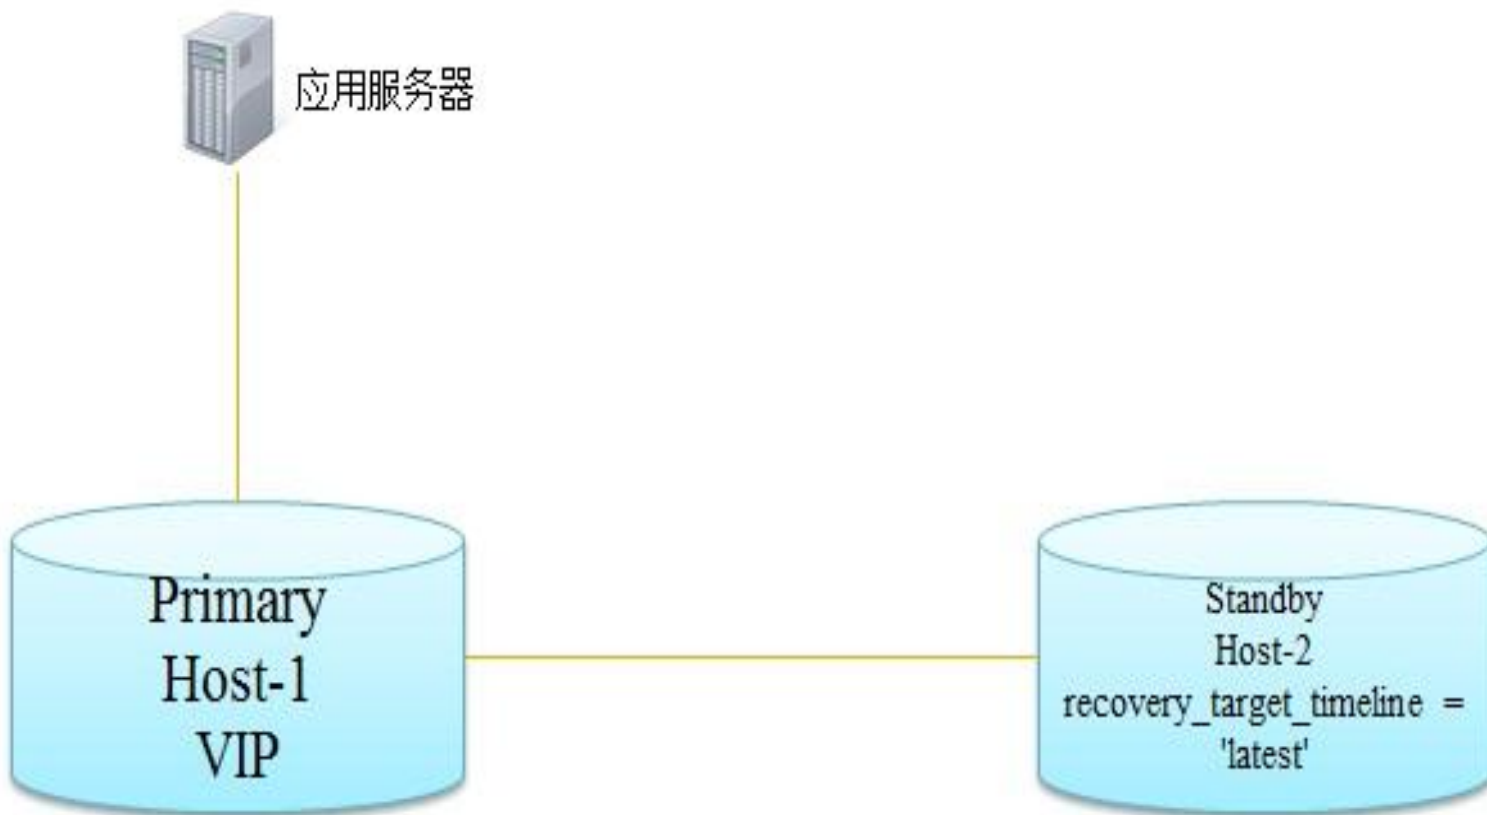 应用服务器
Primary
Host-1
VIP
Standby
Host-2
recovery_target_timeline =
'latest'